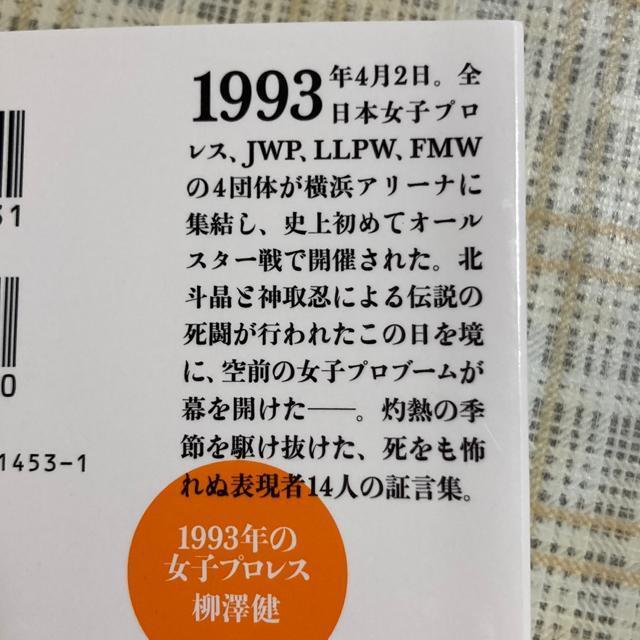 1993年4月2日。全
日本女子プロ
レス、JWP、LLPW、FMW
の4団体が横浜アリーナに
集結し、史上初めてオール
スター戦で開催された。北
斗晶と神取忍による伝説の
死闘が行われたこの日を境
に、空前の女子プロブームが
幕を開けた——。灼熱の季
節を駆け抜けた、死をも怖
れぬ表現者14人の証言集。
31
0
1453-1
1993年の
女子プロレス
柳澤健